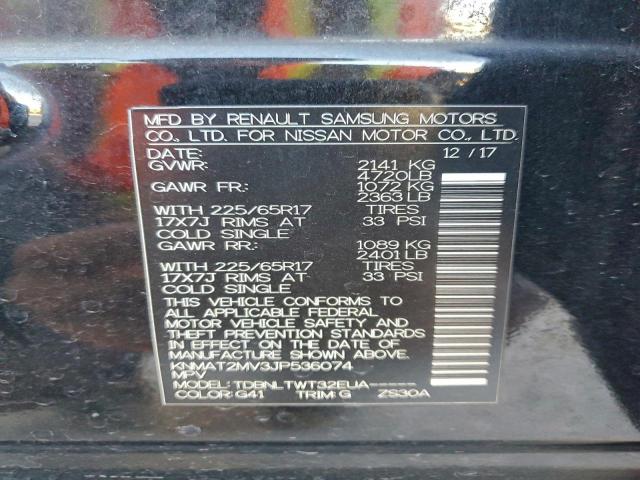 MFD BY RENAULT SAMSUNG MOTORS
CO., LTD. FOR NISSAN MOTOR CO., LTD.
DATE: 12 / 17
GVWR: 2141 KG
4720LB
GAWR FR: 1072 KG
2363 LB
WITH 225/65R17 TIRES
17X7J RIMS AT 33 PSI
COLD SINGLE
GAWR RR: 1089 KG
2401 LB
WITH 225/65R17 TIRES
17X7J RIMS AT 33 PSI
COLD SINGLE
THIS VEHICLE CONFORMS TO
ALL APPLICABLE FEDERAL
MOTOR VEHICLE SAFETY AND
THEFT PREVENTION STANDARDS
IN EFFECT ON THE DATE OF
MANUFACTURE SHOWN ABOVE.
KNMAT2MV3JP536074
MPV
MODEL: TDBNLTWT32EUA-----
COLOR: G41 TRIM: G ZS30A